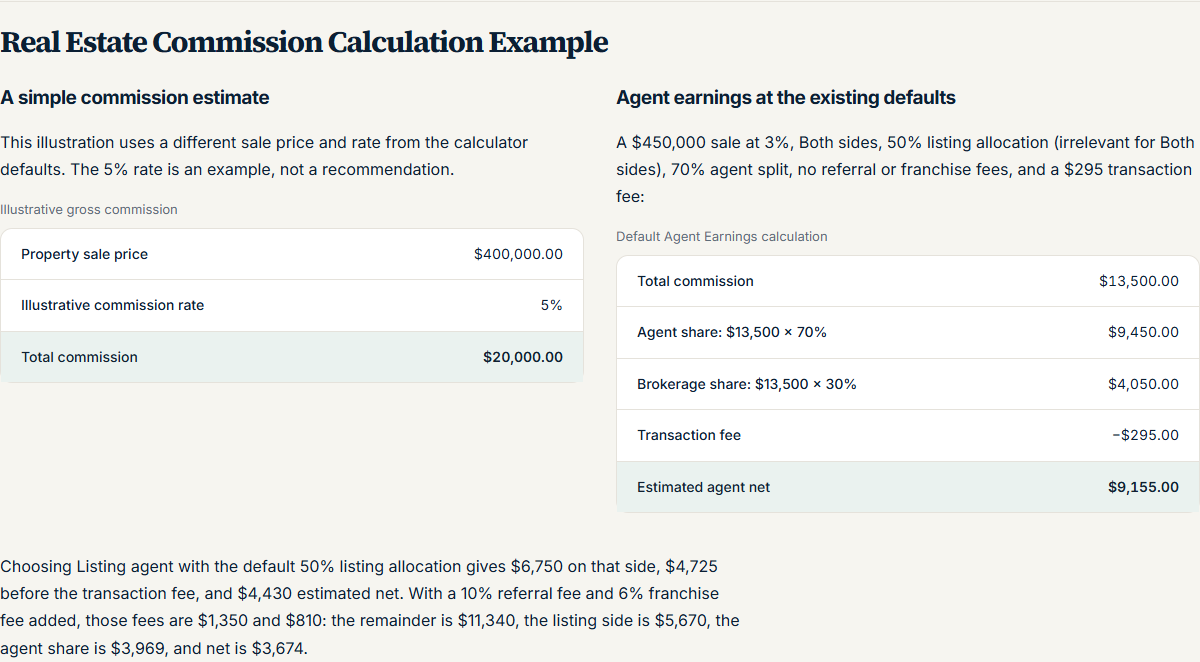 Real Estate Commission Calculation Example
A simple commission estimate
This illustration uses a different sale price and rate from the calculator
defaults. The 5% rate is an example, not a recommendation.
Illustrative gross commission
Property sale price $400,000.00
Illustrative commission rate 5%
Total commission $20,000.00
Agent earnings at the existing defaults
A $450,000 sale at 3%, Both sides, 50% listing allocation (irrelevant for Both
sides), 70% agent split, no referral or franchise fees, and a $295 transaction
fee:
Default Agent Earnings calculation
Total commission $13,500.00
Agent share: $13,500 × 70% $9,450.00
Brokerage share: $13,500 × 30% $4,050.00
Transaction fee −$295.00
Estimated agent net $9,155.00
Choosing Listing agent with the default 50% listing allocation gives $6,750 on that side, $4,725
before the transaction fee, and $4,430 estimated net. With a 10% referral fee and 6% franchise
fee added, those fees are $1,350 and $810: the remainder is $11,340, the listing side is $5,670, the
agent share is $3,969, and net is $3,674.